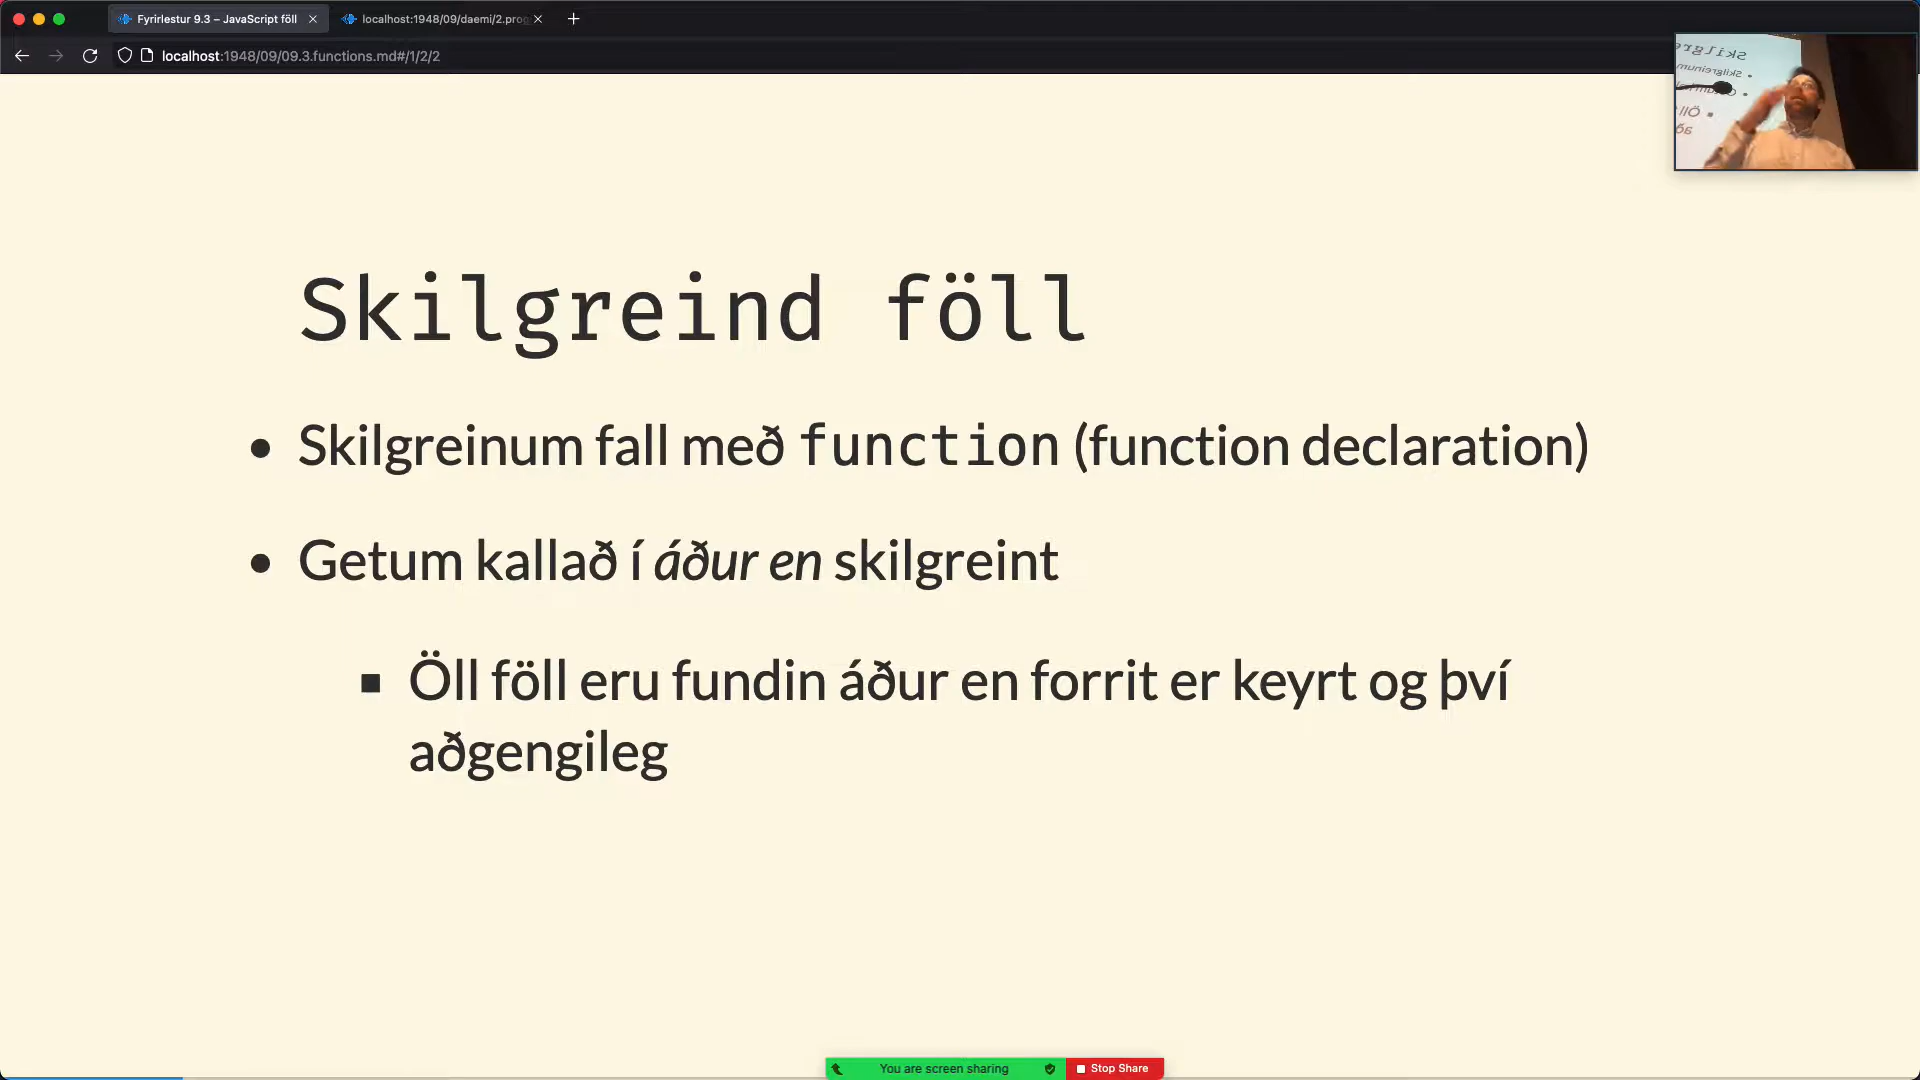 Fyrirlestur 9.3 – JavaScript föll
localhost:1948/09/daemi/2.prog
localhost:1948/09/09.3.functions.md#/1/2/2
Skilgreind föll
Skilgreinum fall með function (function declaration)
Getum kallað í áður en skilgreint
Öll föll eru fundin áður en forrit er keyrt og því
aðgengileg
You are screen sharing
Stop Share